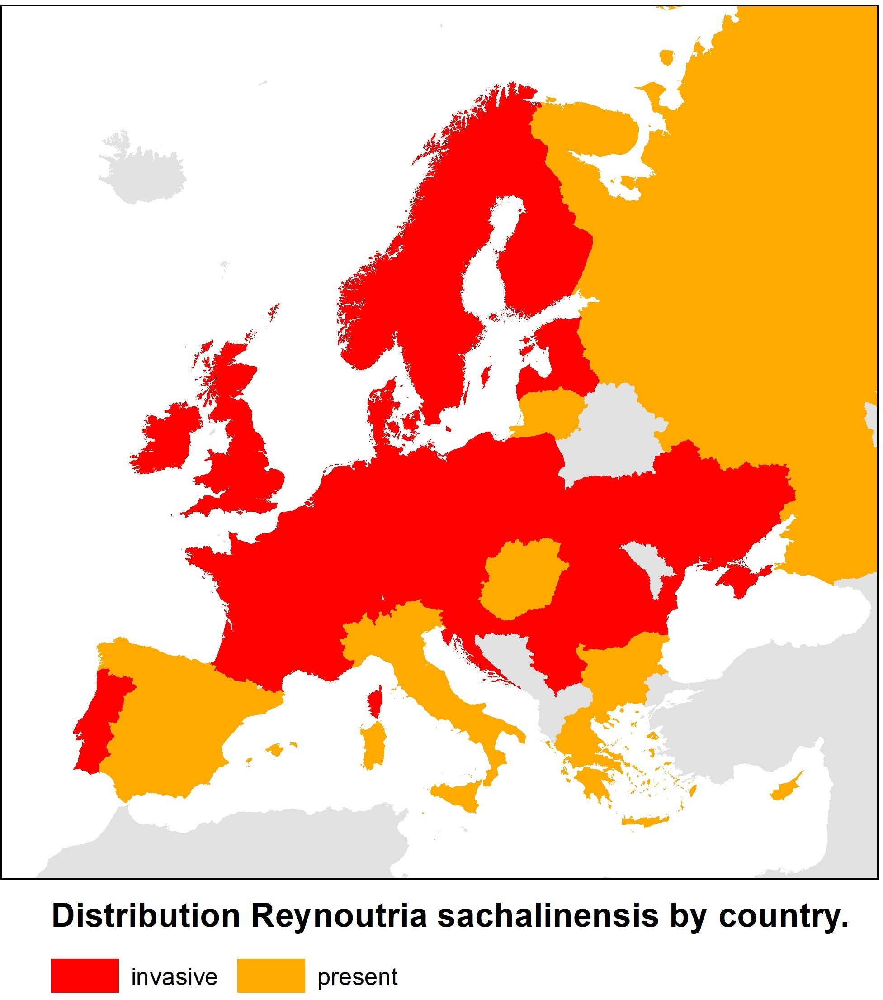 Distribution Reynoutria sachalinensis by country.
invasive present